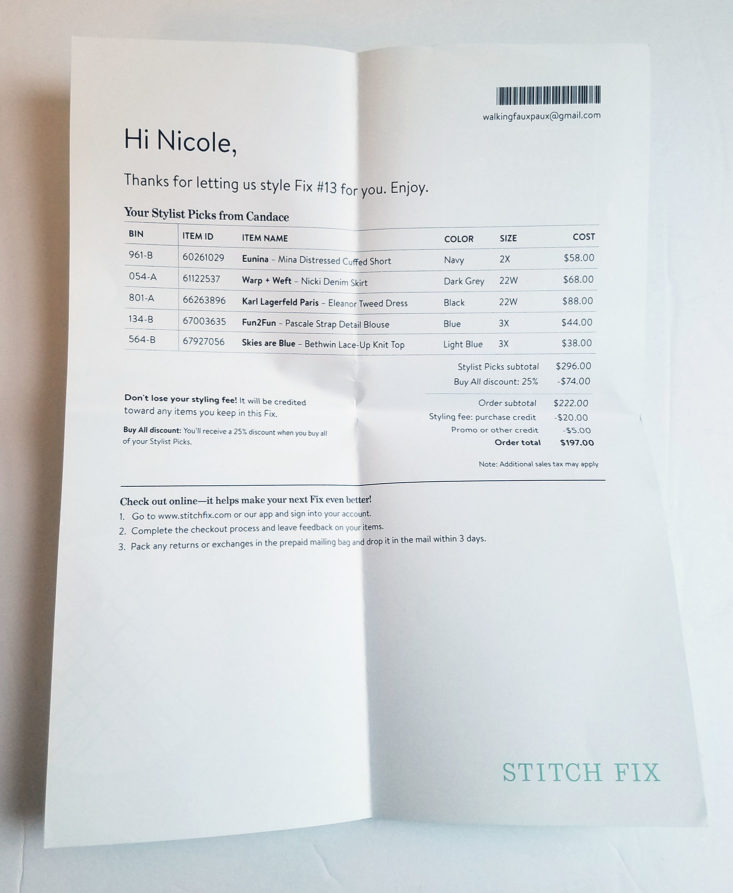 walkingfauxpaux@gmail.com
Hi Nicole,
Thanks for letting us style Fix #13 for you. Enjoy.
Your Stylist Picks from Candace
BIN ITEM ID ITEM NAME COLOR SIZE COST
961-B 60261029 Eunina - Mina Distressed Cuffed Short Navy 2X $58.00
054-A 61122537 Warp + Weft - Nicki Denim Skirt Dark Grey 22W $68.00
801-A 66263896 Karl Lagerfeld Paris - Eleanor Tweed Dress Black 22W $88.00
134-B 67003635 Fun2Fun - Pascale Strap Detail Blouse Blue 3X $44.00
564-B 67927056 Skies are Blue - Bethwin Lace-Up Knit Top Light Blue 3X $38.00
Stylist Picks subtotal $296.00
Buy All discount: 25% -$74.00
Order subtotal $222.00
Styling fee: purchase credit -$20.00
Promo or other credit -$5.00
Order total $197.00
Note: Additional sales tax may apply
Don't lose your styling fee! It will be credited
toward any items you keep in this Fix.
Buy All discount: You'll receive a 25% discount when you buy all
of your Stylist Picks.
Check out online—it helps make your next Fix even better!
1. Go to www.stitchfix.com or our app and sign into your account.
2. Complete the checkout process and leave feedback on your items.
3. Pack any returns or exchanges in the prepaid mailing bag and drop it in the mail within 3 days.
STITCH FIX